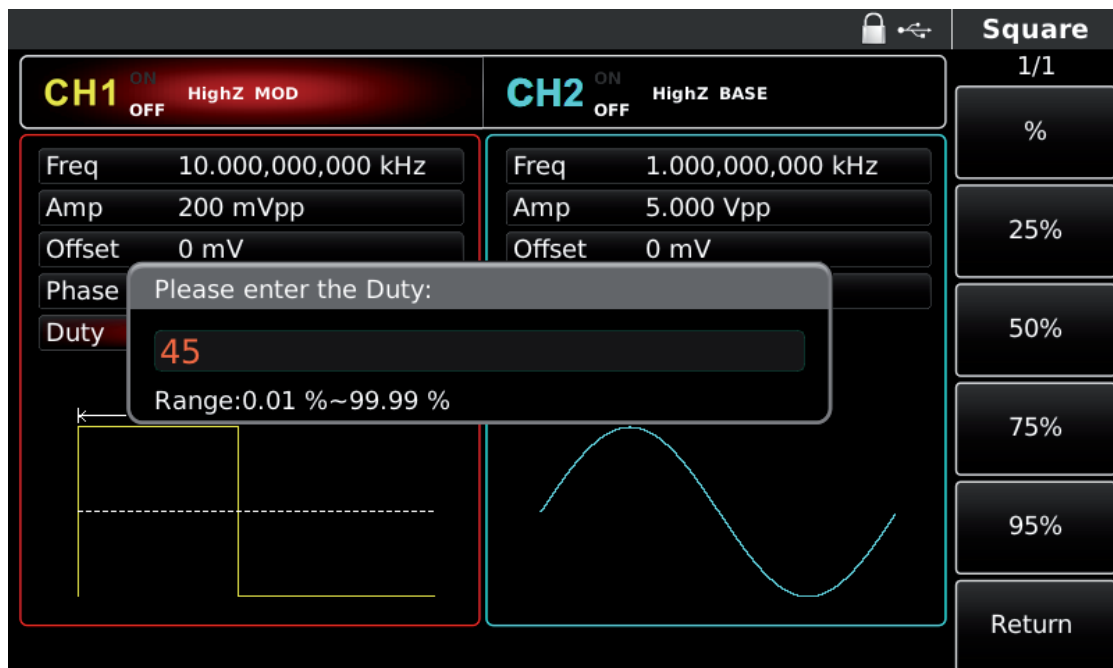 Square
1/1
CH1 ON OFF HighZ MOD
CH2 ON OFF HighZ BASE
Freq 10.000,000,000 kHz
Amp 200 mVpp
Offset 0 mV
Phase
Duty
Freq 1.000,000,000 kHz
Amp 5.000 Vpp
Offset 0 mV
Please enter the Duty:
45
Range:0.01 %~99.99 %
%
25%
50%
75%
95%
Return